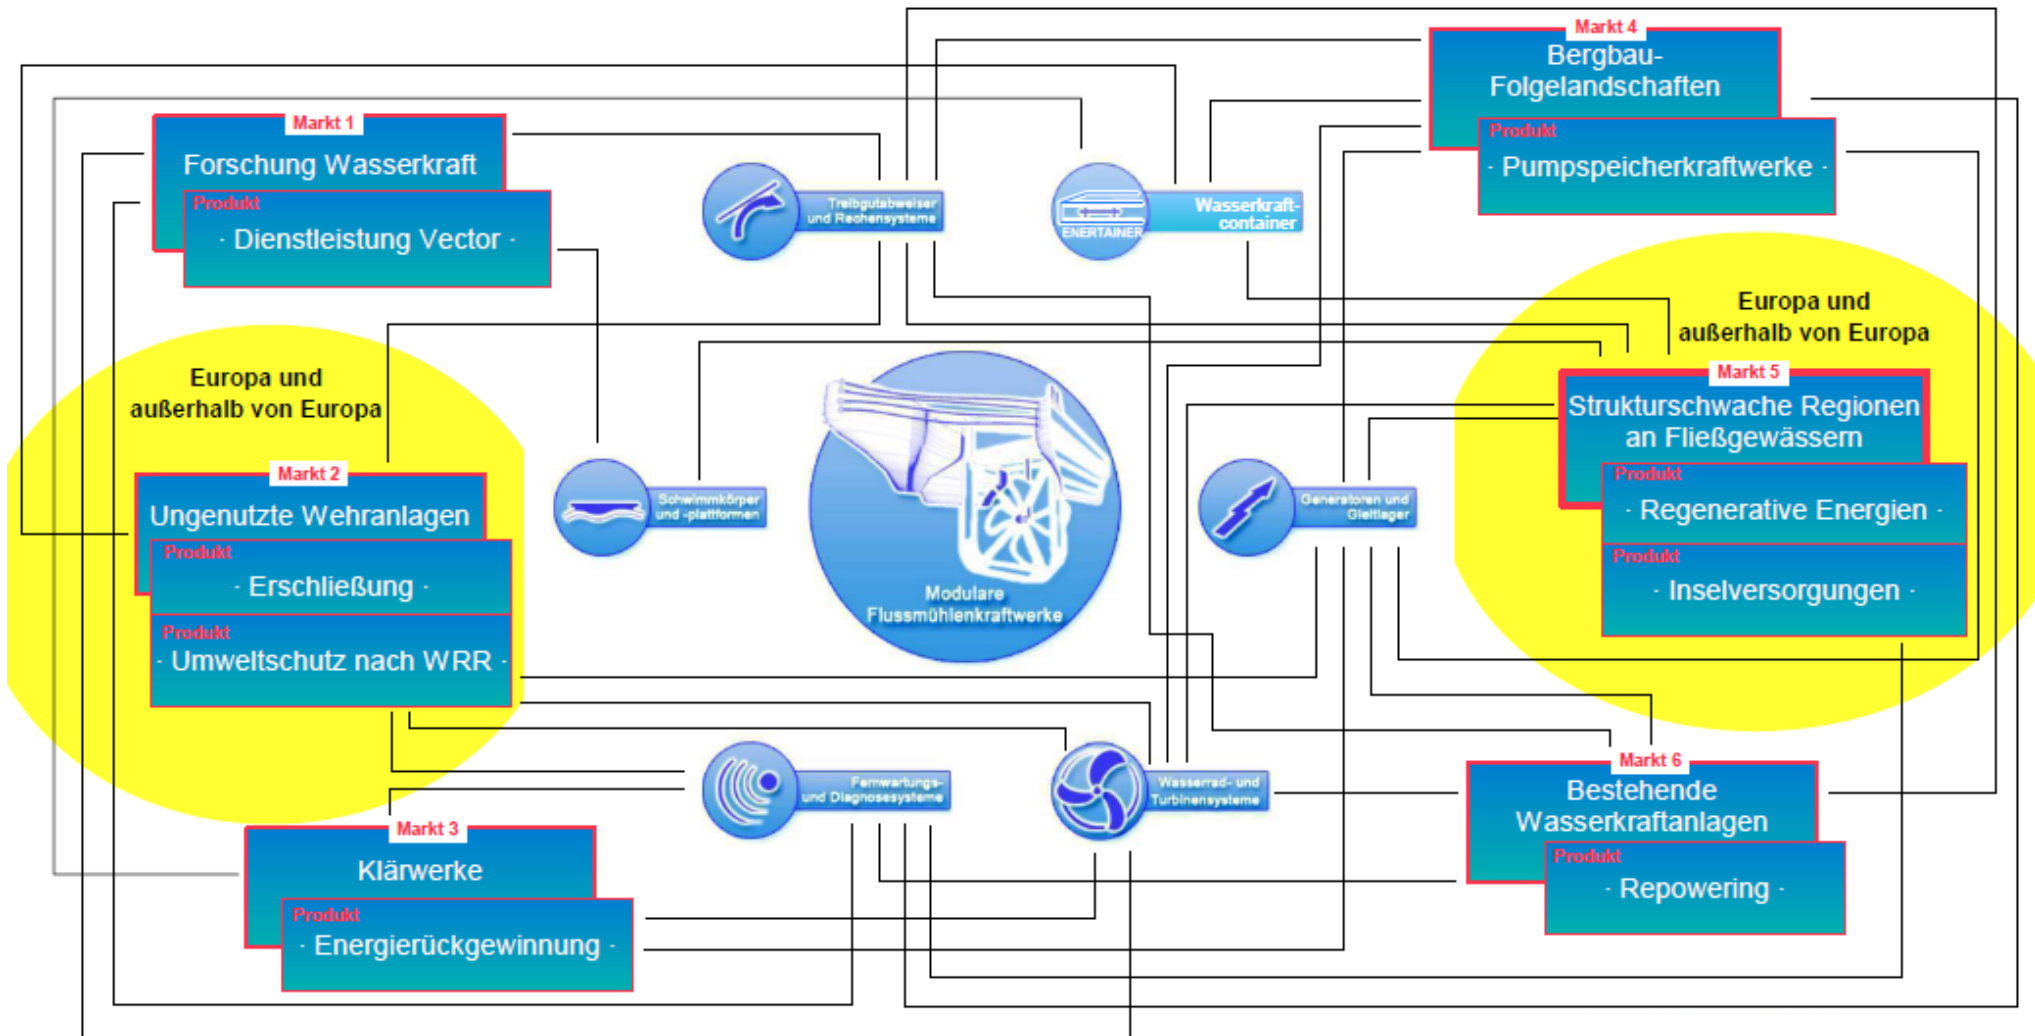 Markt 1
Forschung Wasserkraft
Produkt
- Dienstleistung Vector -
Treibgutabweiser
und Rechensysteme
ENERTAINER
Wasserkraft-
container
Markt 4
Bergbau-
Folgelandschaften
Produkt
- Pumpspeicherkraftwerke -
Europa und
außerhalb von Europa
Markt 2
Ungenutzte Wehranlagen
Produkt
- Erschließung -
Produkt
- Umweltschutz nach WRR -
Schwimmkörper
und -plattformen
Modulare
Flussmühlenkraftwerke
Generatoren und
Gleitlager
Europa und
außerhalb von Europa
Markt 5
Strukturschwache Regionen
an Fließgewässern
Produkt
- Regenerative Energien -
Produkt
- Inselversorgungen -
Markt 3
Klärwerke
Produkt
- Energierückgewinnung -
Fernwartungs-
und Diagnosesysteme
Wasserrad- und
Turbinensysteme
Markt 6
Bestehende
Wasserkraftanlagen
Produkt
- Repowering -